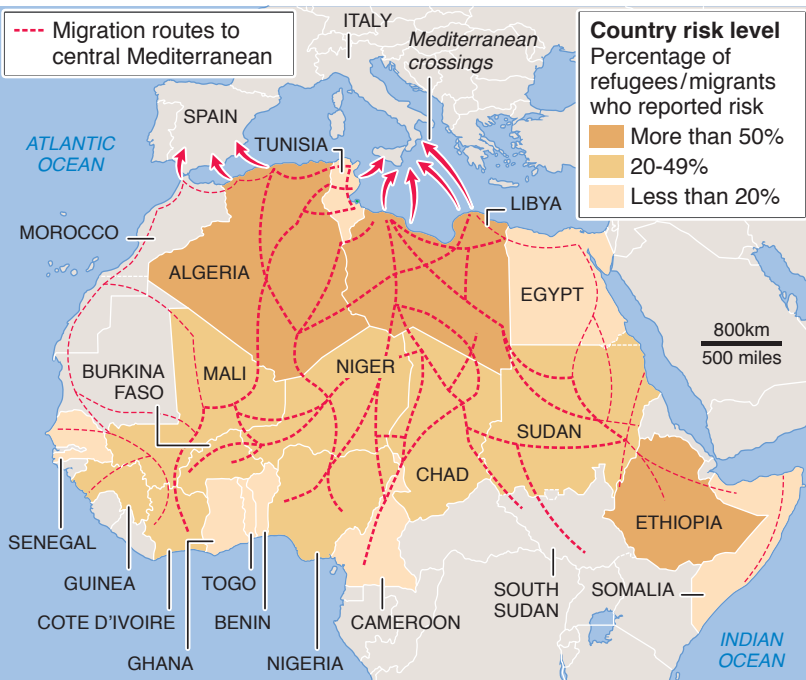 Migration routes to
central Mediterranean
ITALY
Mediterranean
crossings
Country risk level
Percentage of
refugees/migrants
who reported risk
More than 50%
20-49%
Less than 20%
SPAIN
ATLANTIC
OCEAN
TUNISIA
LIBYA
MOROCCO
ALGERIA
EGYPT
800km
500 miles
BURKINA
FASO
MALI
NIGER
SUDAN
CHAD
ETHIOPIA
SENEGAL
GUINEA
TOGO
SOUTH
SUDAN
SOMALIA
COTE D'IVOIRE
BENIN
CAMEROON
GHANA
NIGERIA
INDIAN
OCEAN